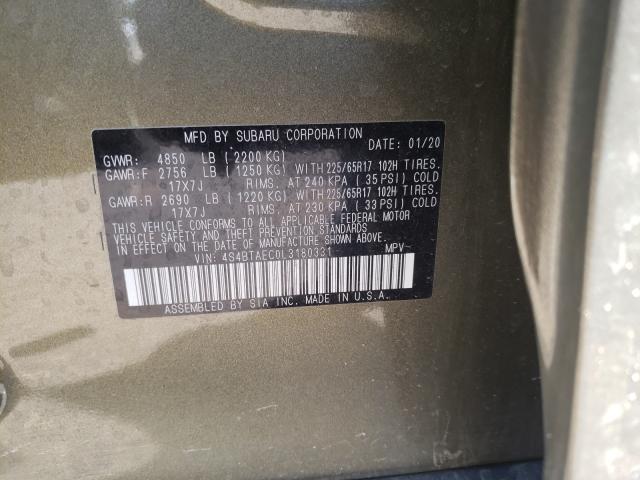 MFD BY SUBARU CORPORATION
DATE: 01/20
GVWR: 4850 LB (2200 KG)
GAWR:F 2756 LB (1250 KG) WITH 225/65R17 102H TIRES.
17X7J RIMS, AT 240 KPA (35 PSI) COLD
GAWR:R 2690 LB (1220 KG) WITH 225/65R17 102H TIRES.
17X7J RIMS, AT 230 KPA (33 PSI) COLD
THIS VEHICLE CONFORMS TO ALL APPLICABLE FEDERAL MOTOR
VEHICLE SAFETY AND THEFT PREVENTION STANDARDS
IN EFFECT ON THE DATE OF MANUFACTURE SHOWN ABOVE.
VIN: 4S4BTAEC0L3180331 MPV
ASSEMBLED BY SIA INC. MADE IN U.S.A.